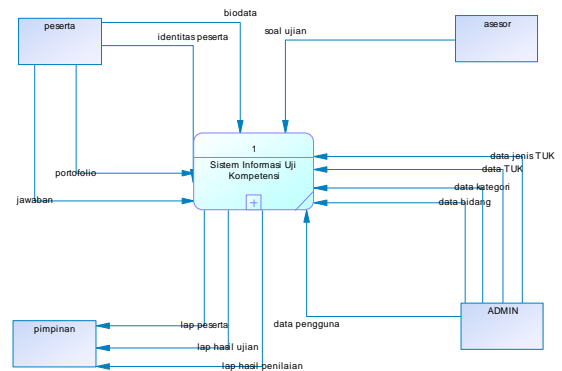 biodata
peserta
asesor
identitas peserta
soal ujian
1
Sistem Informasi Uji
Kompetensi
data jenis TUK
data TUK
portofolio
data kategori
jawaban
data bidang
ADMIN
pimpinan
lap peserta
data pengguna
lap hasil ujian
lap hasil penilaian